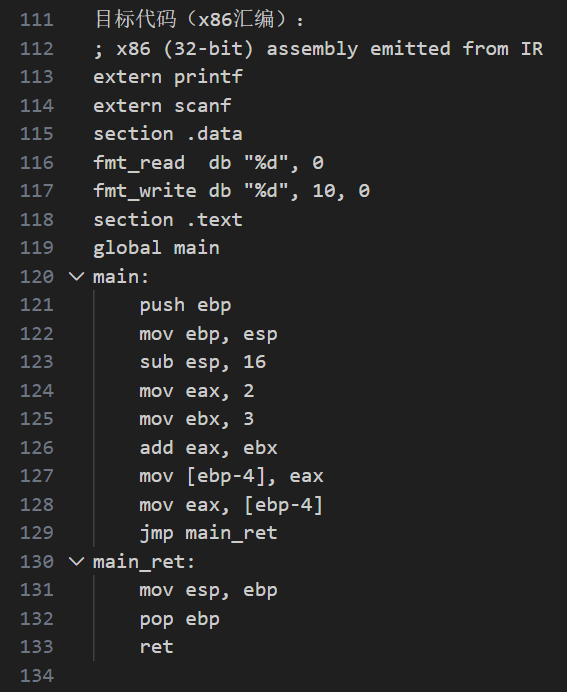 111 目标代码（x86汇编）：
112 ; x86 (32-bit) assembly emitted from IR
113 extern printf
114 extern scanf
115 section .data
116 fmt_read  db "%d", 0
117 fmt_write db "%d", 10, 0
118 section .text
119 global main
120 main:
121     push ebp
122     mov ebp, esp
123     sub esp, 16
124     mov eax, 2
125     mov ebx, 3
126     add eax, ebx
127     mov [ebp-4], eax
128     mov eax, [ebp-4]
129     jmp main_ret
130 main_ret:
131     mov esp, ebp
132     pop ebp
133     ret
134